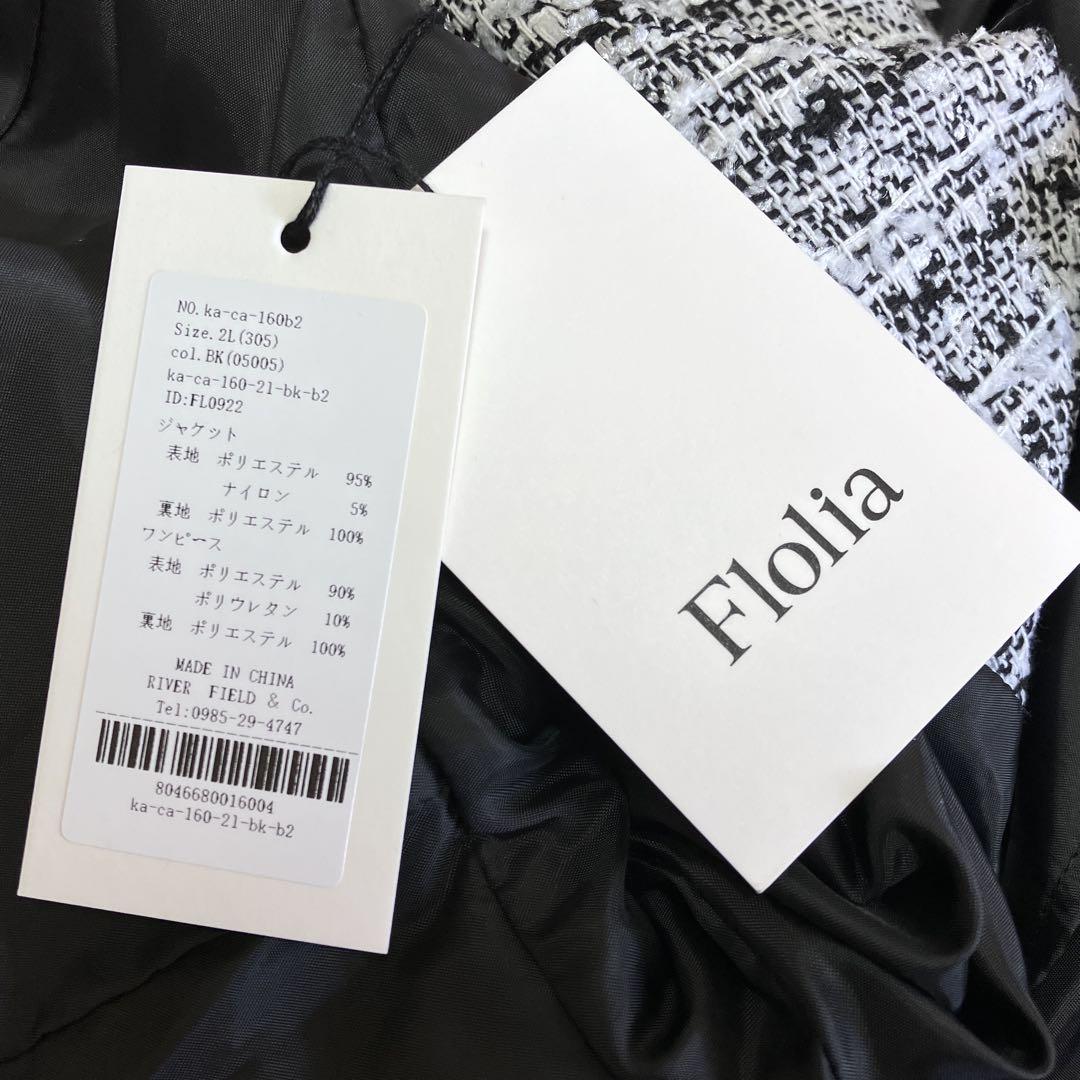 NO.ka-ca-160b2
Size.2L(305)
col.BK(05005)
ka-ca-160-2l-bk-b2
ID:FL0922
ジャケット
表地 ポリエステル 95%
ナイロン 5%
裏地 ポリエステル 100%
ワンピース
表地 ポリエステル 90%
ポリウレタン 10%
裏地 ポリエステル 100%
MADE IN CHINA
RIVER FIELD & Co.
Tel:0985-29-4747
8046680016004
ka-ca-160-2l-bk-b2
Flolia